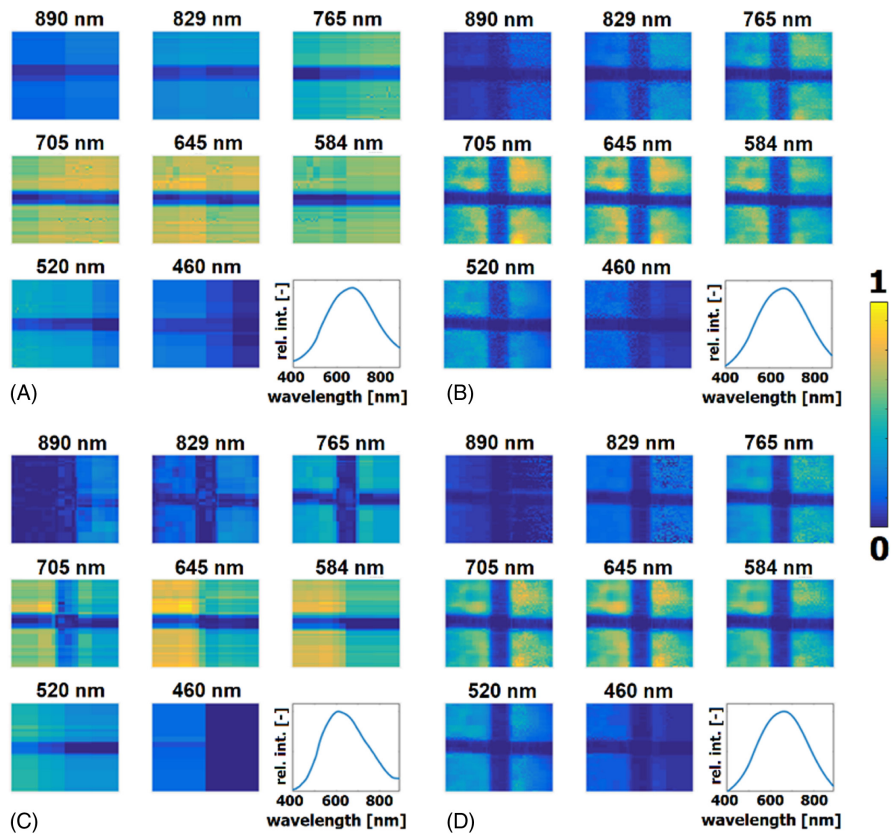 890 nm 829 nm 765 nm
705 nm 645 nm 584 nm
520 nm 460 nm
rel. int. [-]
400 600 800
wavelength [nm]
(A)
890 nm 829 nm 765 nm
705 nm 645 nm 584 nm
520 nm 460 nm
rel. int. [-]
400 600 800
wavelength [nm]
(B)
1
0
890 nm 829 nm 765 nm
705 nm 645 nm 584 nm
520 nm 460 nm
rel. int. [-]
400 600 800
wavelength [nm]
(C)
890 nm 829 nm 765 nm
705 nm 645 nm 584 nm
520 nm 460 nm
rel. int. [-]
400 600 800
wavelength [nm]
(D)